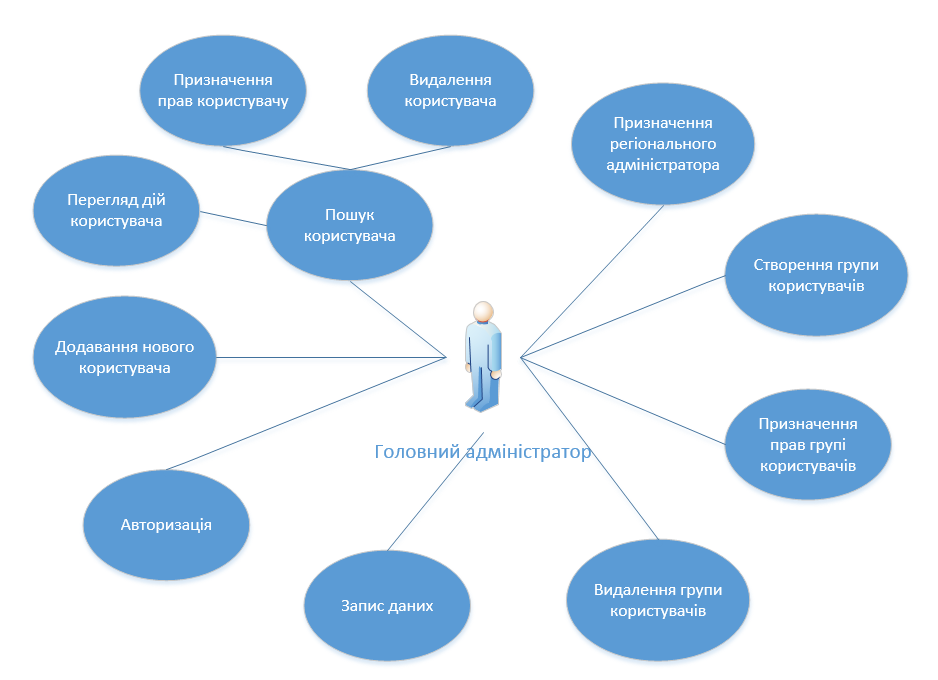 Призначення
прав користувачу
Видалення
користувача
Призначення
регіонального
адміністратора
Перегляд дій
користувача
Пошук
користувача
Створення групи
користувачів
Додавання нового
користувача
Призначення
прав групі
користувачів
Головний адміністратор
Авторизація
Запис даних
Видалення групи
користувачів